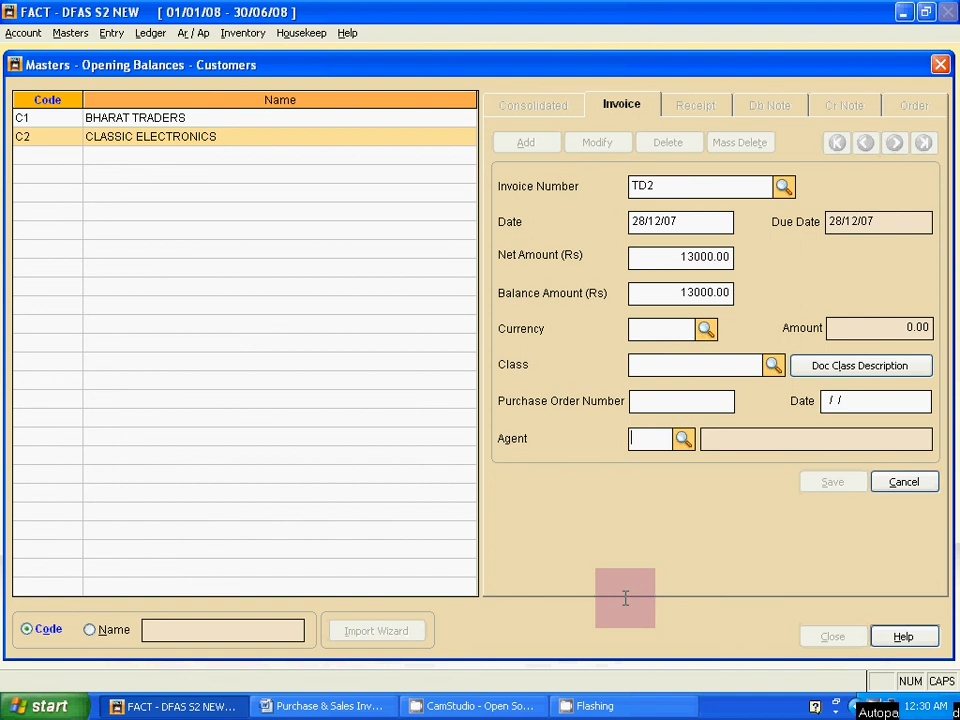 FACT - DFAS S2 NEW [ 01/01/08 - 30/06/08 ]
Account Masters Entry Ledger Ar / Ap Inventory Housekeep Help
Masters - Opening Balances - Customers
Code Name
C1 BHARAT TRADERS
C2 CLASSIC ELECTRONICS
Consolidated Invoice Receipt Db Note Cr Note Order
Add Modify Delete Mass Delete
Invoice Number TD2
Date 28/12/07 Due Date 28/12/07
Net Amount (Rs) 13000.00
Balance Amount (Rs) 13000.00
Currency Amount 0.00
Class Doc Class Description
Purchase Order Number Date / /
Agent
Save Cancel
Code Name Import Wizard
Close Help
NUM CAPS
start FACT - DFAS S2 NEW... Purchase & Sales Inv... CamStudio - Open So... Flashing 12:30 AM
Autopa